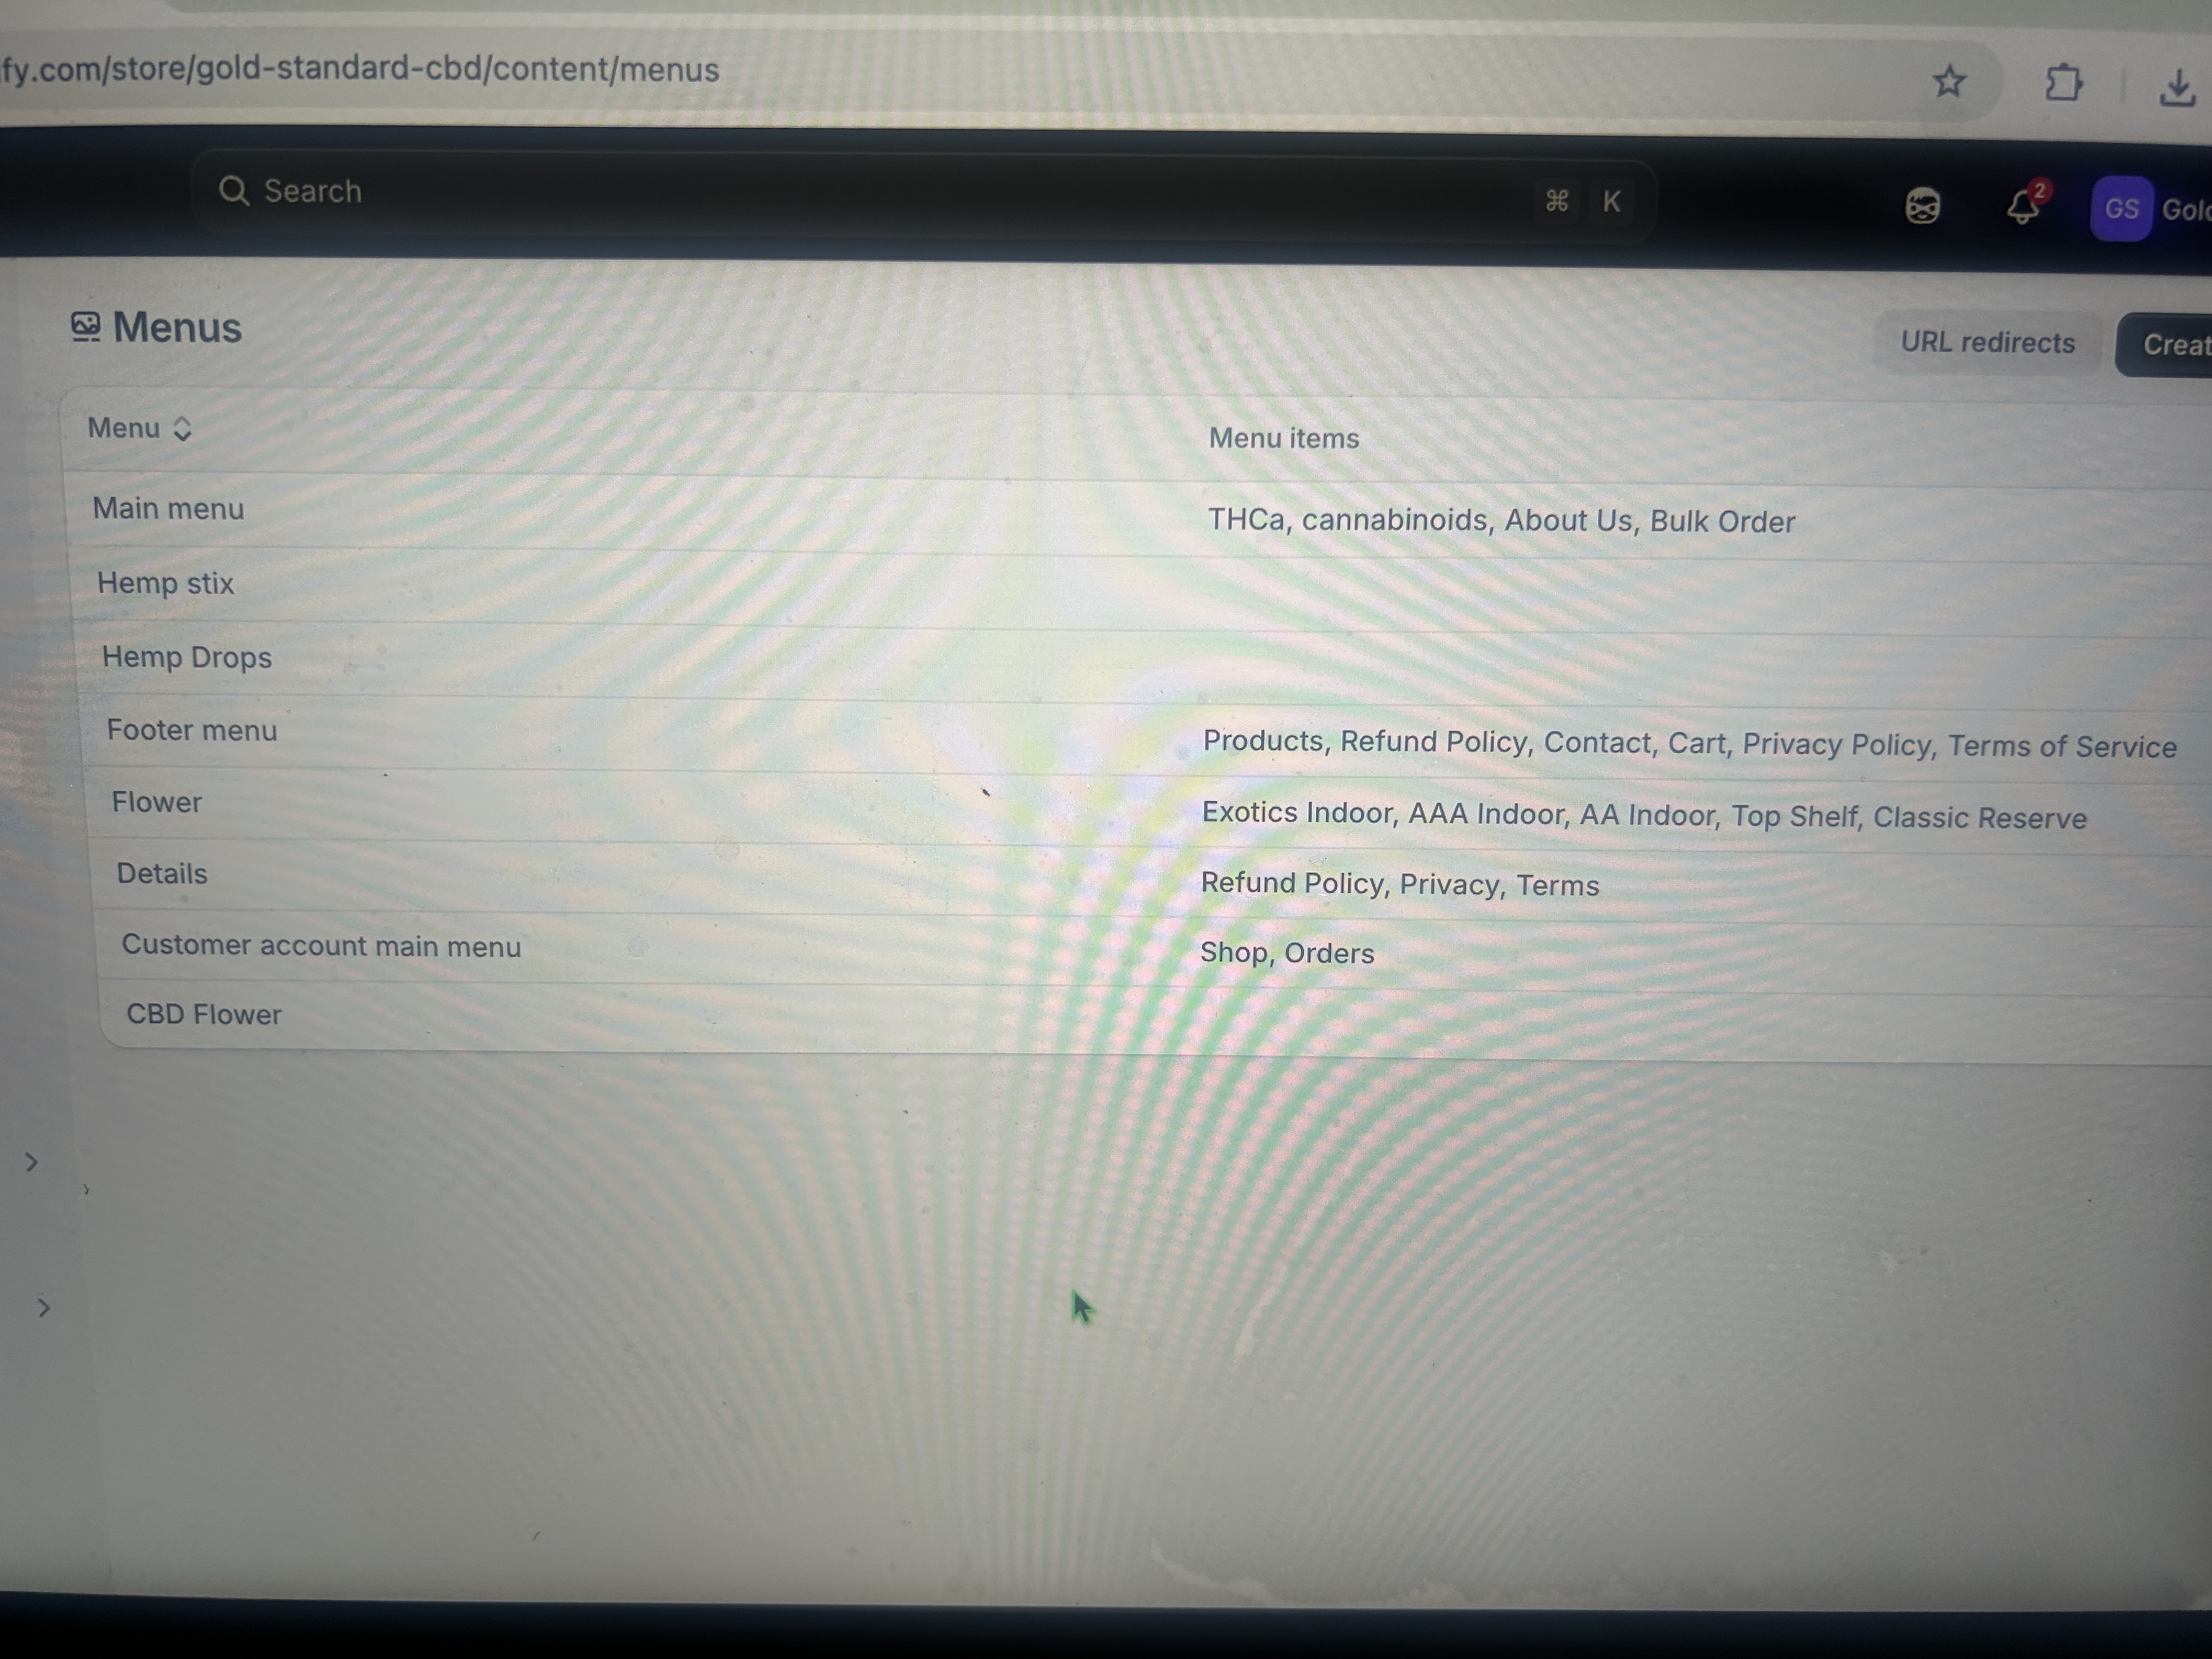 fy.com/store/gold-standard-cbd/content/menus
Search
⌘ K
2
GS
Menus
URL redirects
Menu
Menu items
Main menu
THCa, cannabinoids, About Us, Bulk Order
Hemp stix
Hemp Drops
Footer menu
Products, Refund Policy, Contact, Cart, Privacy Policy, Terms of Service
Flower
Exotics Indoor, AAA Indoor, AA Indoor, Top Shelf, Classic Reserve
Details
Refund Policy, Privacy, Terms
Customer account main menu
Shop, Orders
CBD Flower